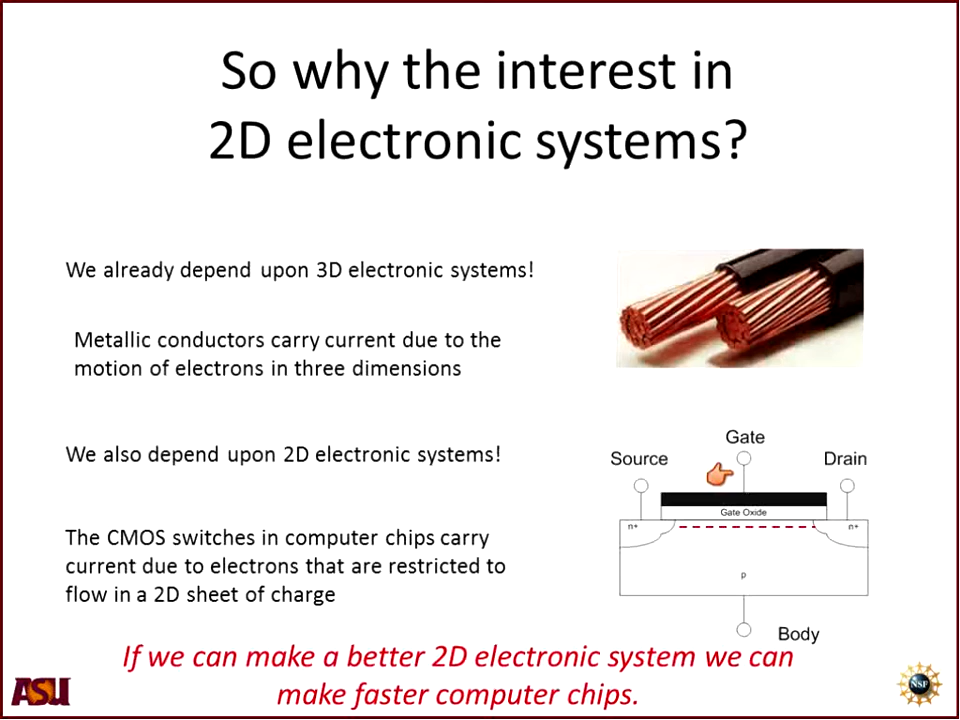 So why the interest in
2D electronic systems?
We already depend upon 3D electronic systems!
Metallic conductors carry current due to the
motion of electrons in three dimensions
We also depend upon 2D electronic systems!
The CMOS switches in computer chips carry
current due to electrons that are restricted to
flow in a 2D sheet of charge
Gate
Source
Drain
Gate Oxide
n+
n+
p
Body
If we can make a better 2D electronic system we can
make faster computer chips.
ASU
NSF